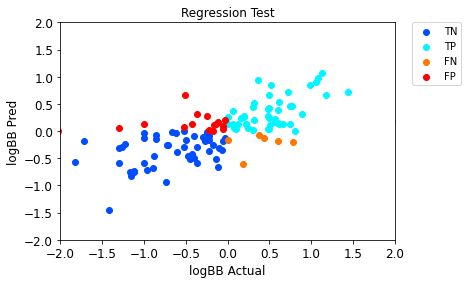 Regression Test
2.0
1.5
1.0
0.5
0.0
−0.5
−1.0
−1.5
−2.0
logBB Pred
−2.0 −1.5 −1.0 −0.5 0.0 0.5 1.0 1.5 2.0
logBB Actual
TN
TP
FN
FP